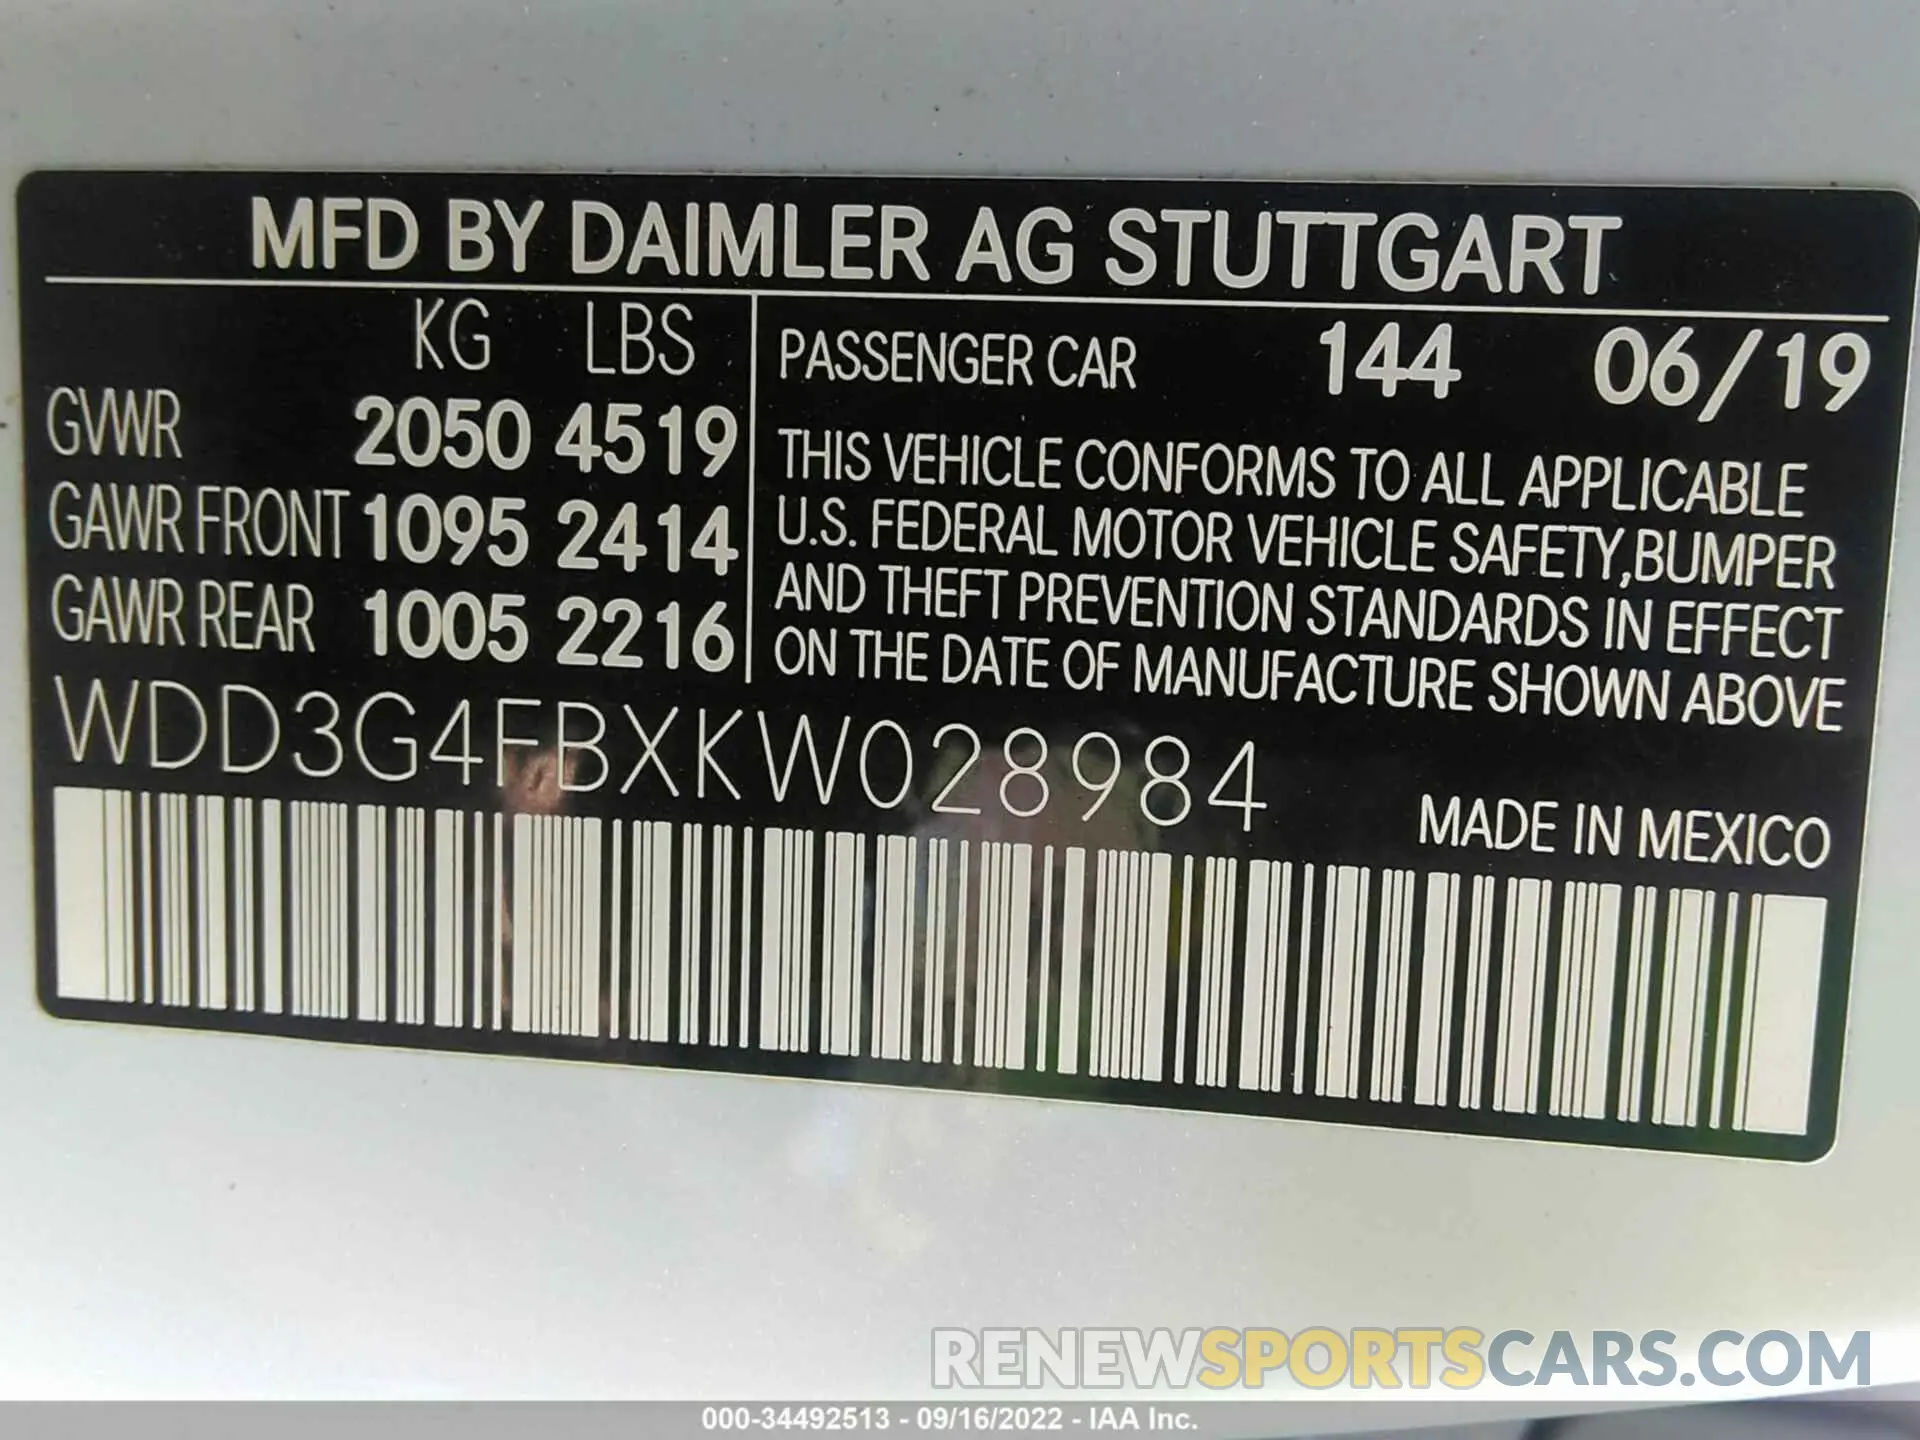 MFD BY DAIMLER AG STUTTGART
KG LBS
GVWR 2050 4519
GAWR FRONT 1095 2414
GAWR REAR 1005 2216
PASSENGER CAR 144 06/19
THIS VEHICLE CONFORMS TO ALL APPLICABLE
U.S. FEDERAL MOTOR VEHICLE SAFETY,BUMPER
AND THEFT PREVENTION STANDARDS IN EFFECT
ON THE DATE OF MANUFACTURE SHOWN ABOVE
WDD3G4FBXKW028984
MADE IN MEXICO
RENEWSPORTSCARS.COM
000-34492513 - 09/16/2022 - IAA Inc.